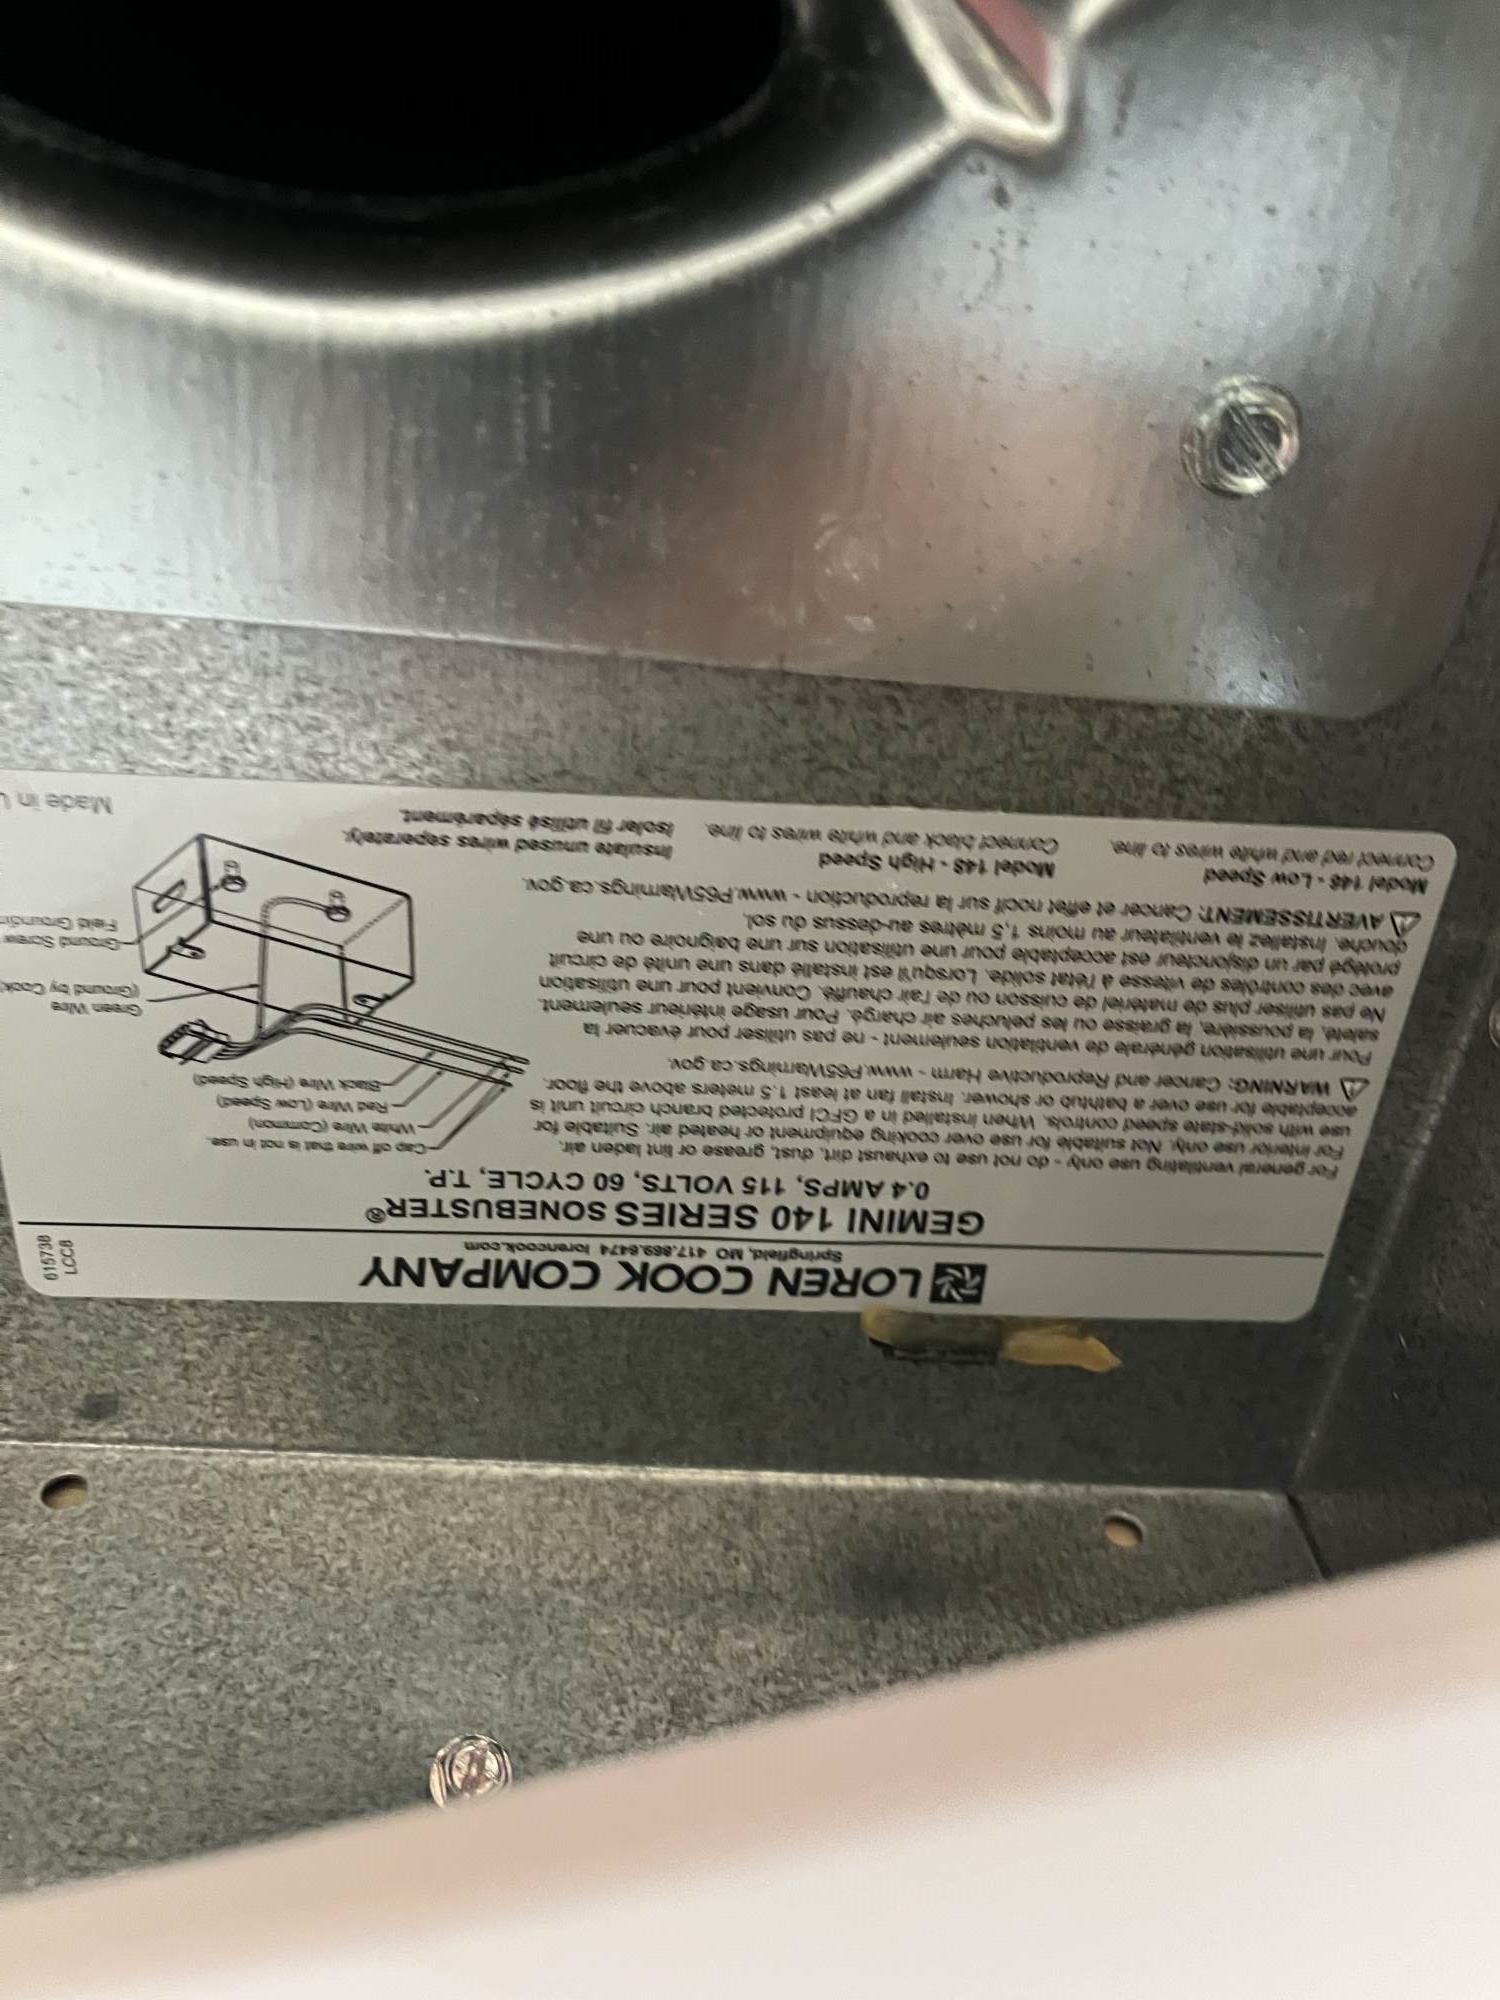 LOREN COOK COMPANY
Springfield, MO 417.869.6474 lorencook.com
615738
LCC8
GEMINI 140 SERIES SONEBUSTER®
0.4 AMPS, 115 VOLTS, 60 CYCLE, T.P.
For general ventilating use only - do not use to exhaust dirt, dust, grease or lint laden air.
For interior use only. Not suitable for use over cooking equipment or heated air. Suitable for
use with solid-state speed controls. When installed in a GFCI protected branch circuit unit is
acceptable for use over a bathtub or shower. Install fan at least 1.5 meters above the floor.
⚠ WARNING: Cancer and Reproductive Harm - www.P65Warnings.ca.gov.
Pour une utilisation générale de ventilation seulement - ne pas utiliser pour évacuer la
saleté, la poussière, la graisse ou les peluches air chargé. Pour usage intérieur seulement.
Ne pas utiliser plus de matériel de cuisson ou de l'air chauffé. Convient pour une utilisation
avec des contrôles de vitesse à l'état solide. Lorsqu'il est installé dans une unité de circuit
protégé par un disjoncteur est acceptable pour une utilisation sur une baignoire ou une
douche. Installez le ventilateur au moins 1,5 mètres au-dessus du sol.
⚠ AVERTISSEMENT: Cancer et effet nocif sur la reproduction - www.P65Warnings.ca.gov.
Model 148 - Low Speed
Connect red and white wires to line.
Model 148 - High Speed
Connect black and white wires to line.
Insulate unused wires seperately.
Isoler fil utilisé séparément.
Cap off wire that is not in use.
White Wire (Common)
Red Wire (Low Speed)
Black Wire (High Speed)
Green Wire
(Ground by Cook)
Ground Screw
Field
Made in